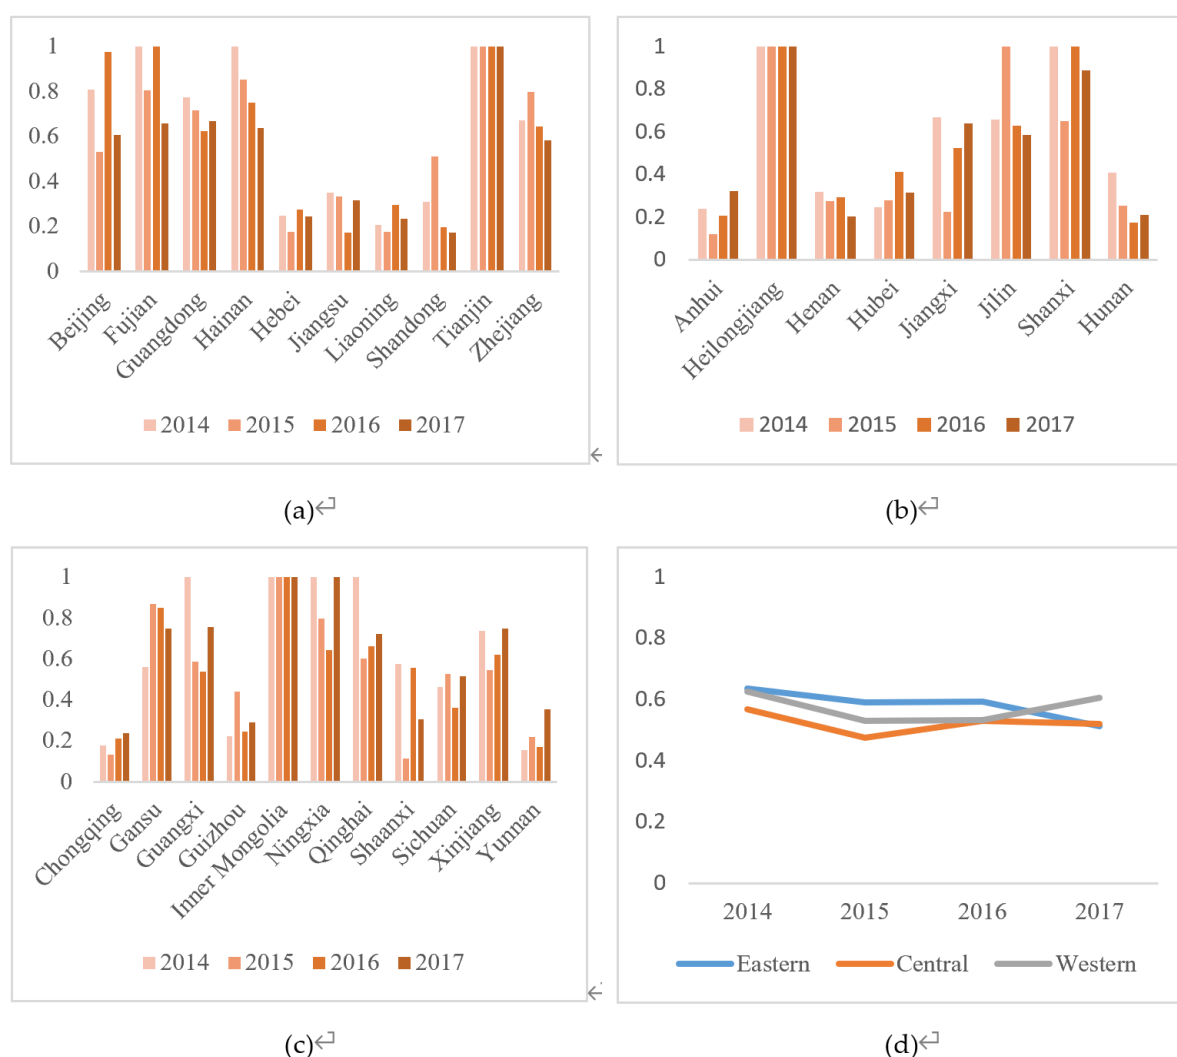 1
0.8
0.6
0.4
0.2
0
Beijing
Fujian
Guangdong
Hainan
Hebei
Jiangsu
Liaoning
Shandong
Tianjin
Zhejiang
2014 2015 2016 2017
(a)
1
0.8
0.6
0.4
0.2
0
Anhui
Heilongjiang
Henan
Hubei
Jiangxi
Jilin
Shanxi
Hunan
2014 2015 2016 2017
(b)
1
0.8
0.6
0.4
0.2
0
Chongqing
Gansu
Guangxi
Guizhou
Inner Mongolia
Ningxia
Qinghai
Shaanxi
Sichuan
Xinjiang
Yunnan
2014 2015 2016 2017
(c)
1
0.8
0.6
0.4
0.2
0
2014 2015 2016 2017
Eastern Central Western
(d)